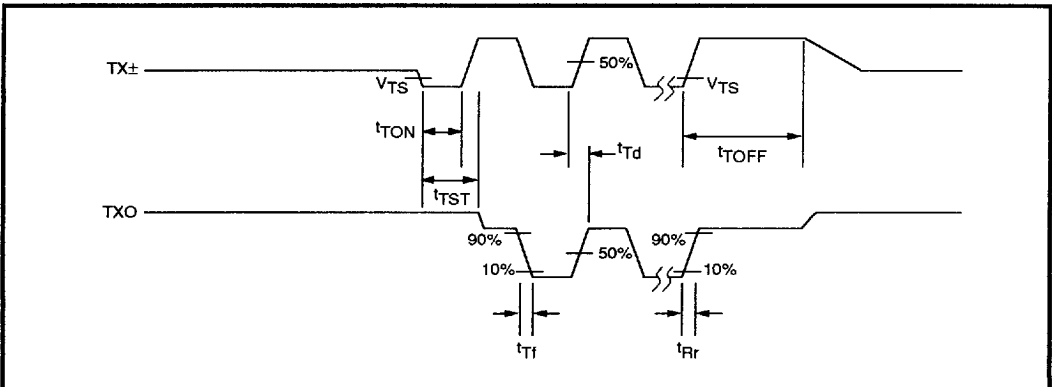 TX±
VTS
50%
VTS
tTON
tTd
tTOFF
tTST
TXO
90%
50%
90%
10%
10%
tTf
tRr